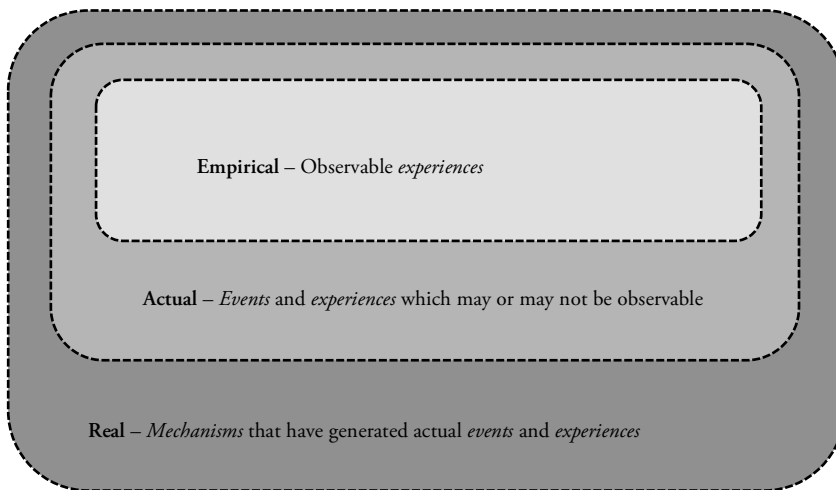 Empirical – Observable experiences
Actual – Events and experiences which may or may not be observable
Real – Mechanisms that have generated actual events and experiences